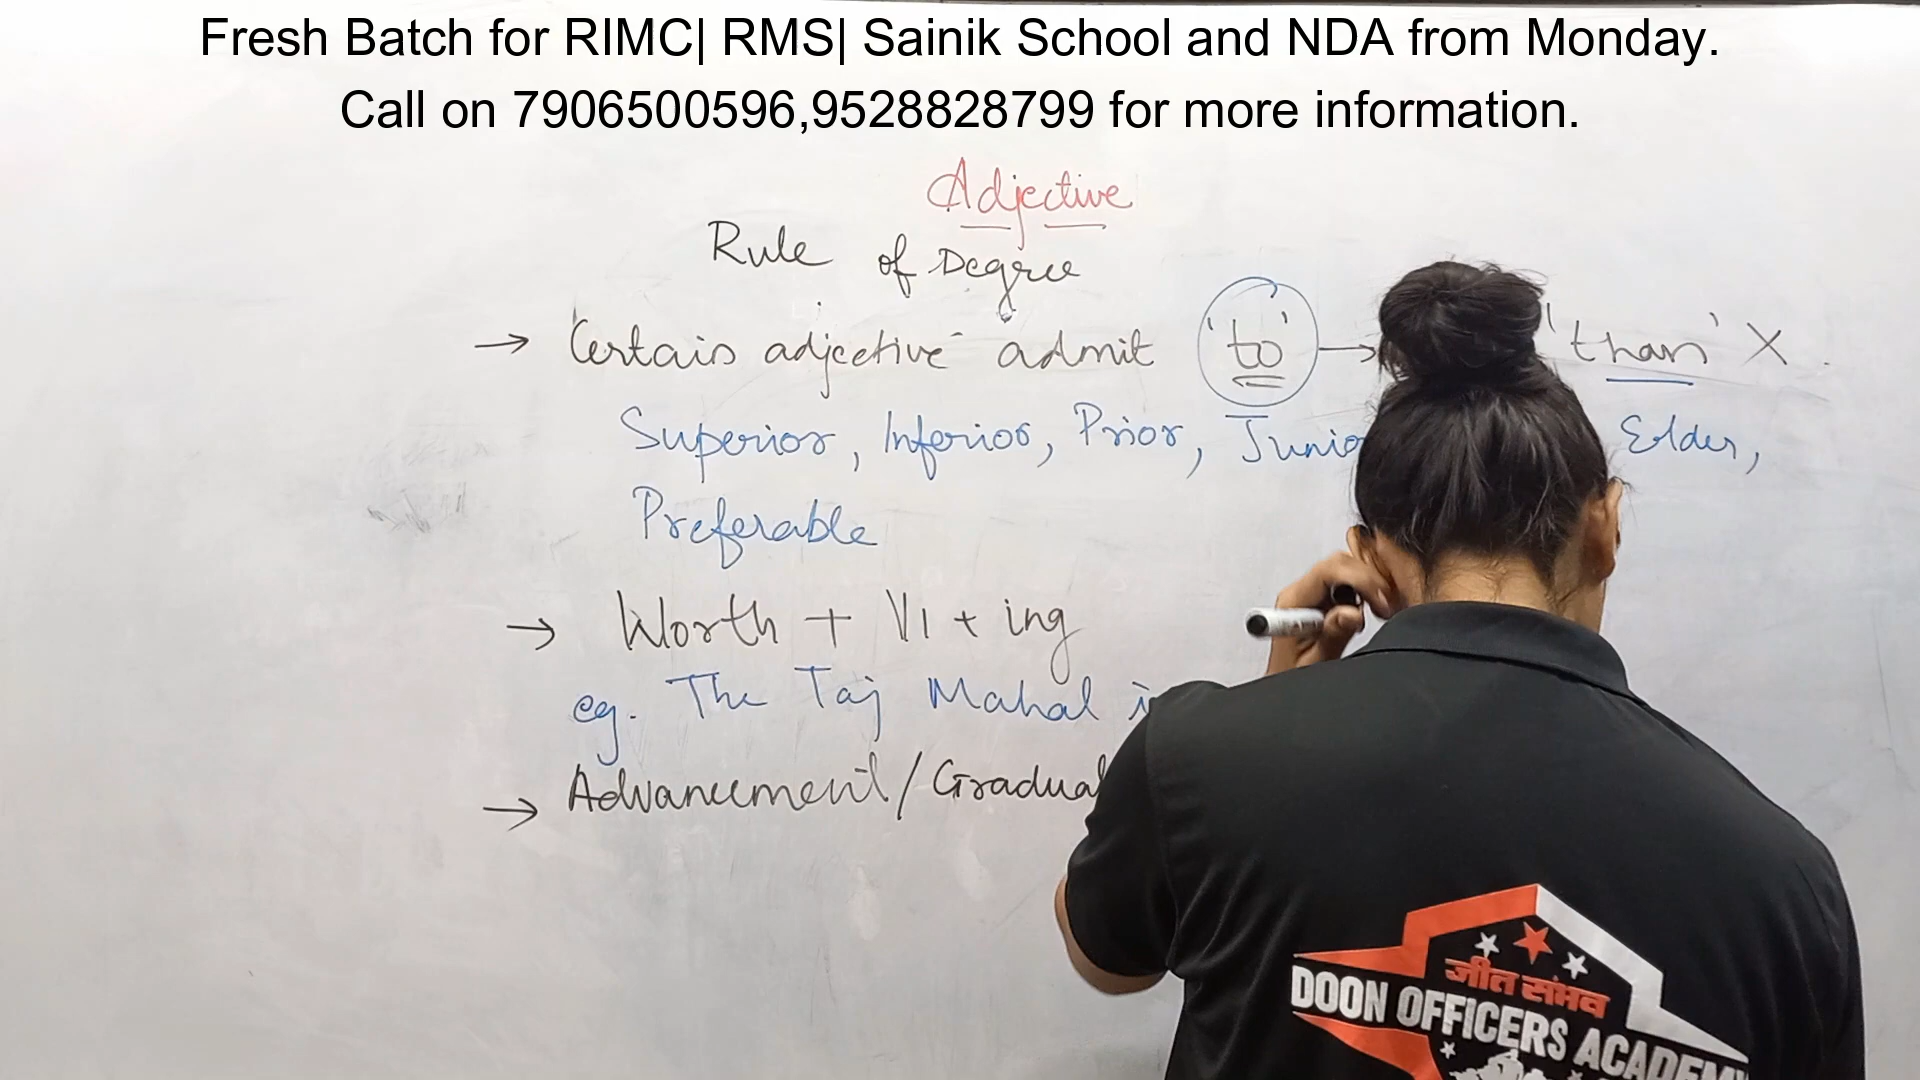 Fresh Batch for RIMC| RMS| Sainik School and NDA from Monday.
Call on 7906500596,9528828799 for more information.
Adjective
Rule of Degree
→ Certain adjective admit 'to' → 'than' X
Superior, Inferior, Prior, Junio Elder,
Preferable
→ Worth + V1 + ing
eg. The Taj Mahal i
→ Advancement/Gradual
जीत संभव
DOON OFFICERS ACADEMY